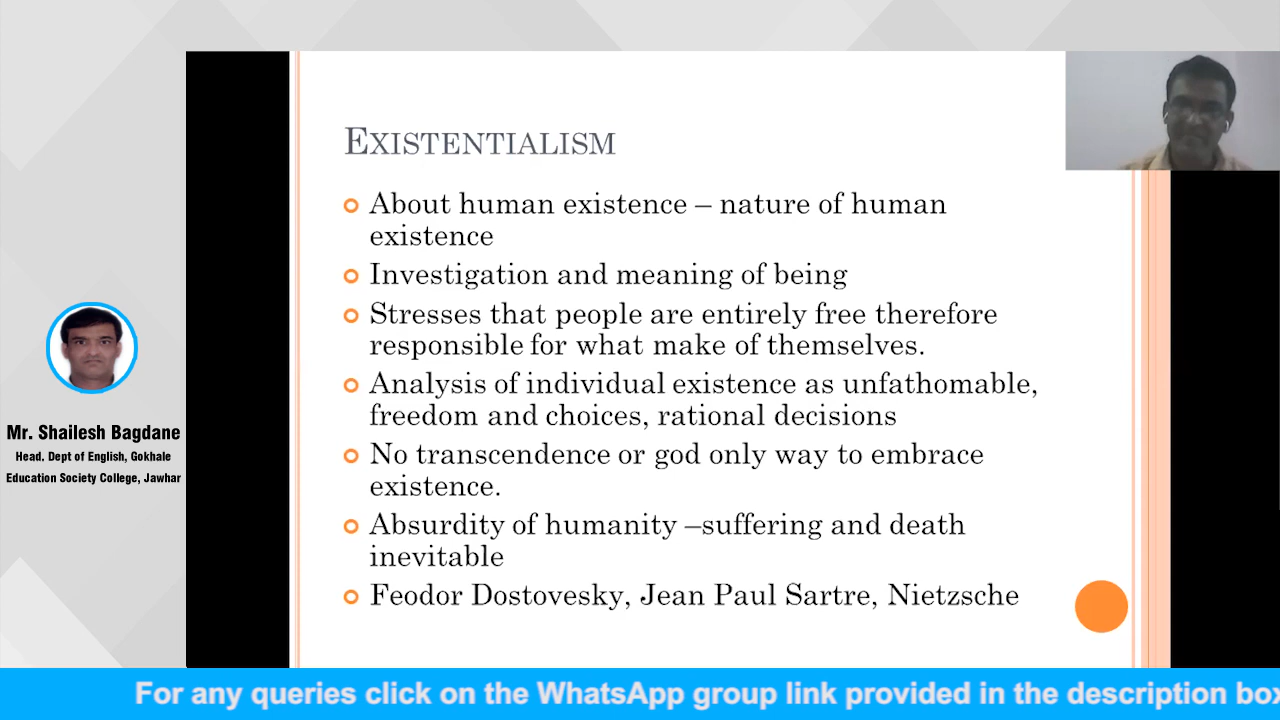 EXISTENTIALISM
About human existence – nature of human
existence
Investigation and meaning of being
Stresses that people are entirely free therefore
responsible for what make of themselves.
Analysis of individual existence as unfathomable,
freedom and choices, rational decisions
No transcendence or god only way to embrace
existence.
Absurdity of humanity –suffering and death
inevitable
Feodor Dostovesky, Jean Paul Sartre, Nietzsche
Mr. Shailesh Bagdane
Head. Dept of English, Gokhale
Education Society College, Jawhar
For any queries click on the WhatsApp group link provided in the description box